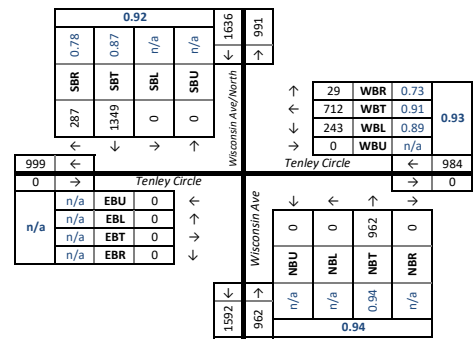 0.92
0.78 0.87 n/a n/a
SBR SBT SBL SBU
287 1349 0 0
← ↓ → ↑
1636 991
↓ ↑
Wisconsin Ave/North
↑ 29 WBR 0.73
← 712 WBT 0.91
↓ 243 WBL 0.89
→ 0 WBU n/a
0.93
999 ←
Tenley Circle
← 984
0 →
Tenley Circle
→ 0
n/a
n/a EBU 0 ←
n/a EBL 0 ↑
n/a EBT 0 →
n/a EBR 0 ↓
Wisconsin Ave
↓ ← ↑ →
0 0 962 0
NBU NBL NBT NBR
n/a n/a 0.94 n/a
0.94
↓ ↑
1592 962